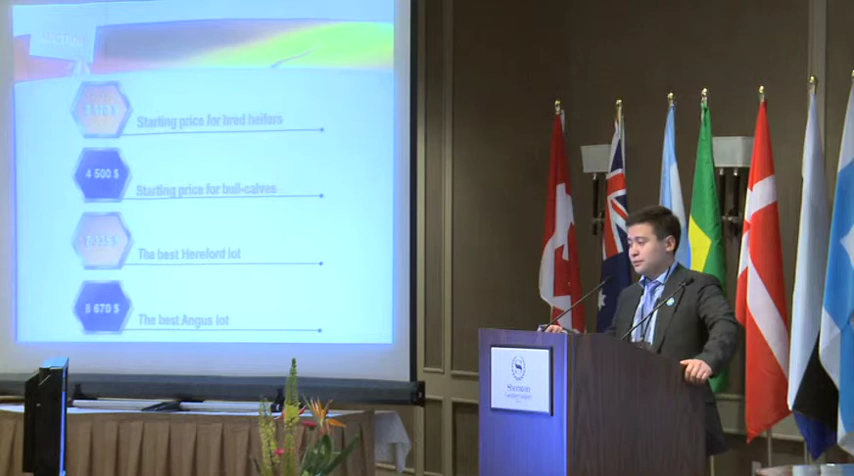 AUCTION
Starting price for bred heifers
4 500 $
Starting price for bull-calves
The best Hereford lot
8 670 $
The best Angus lot
Sheraton